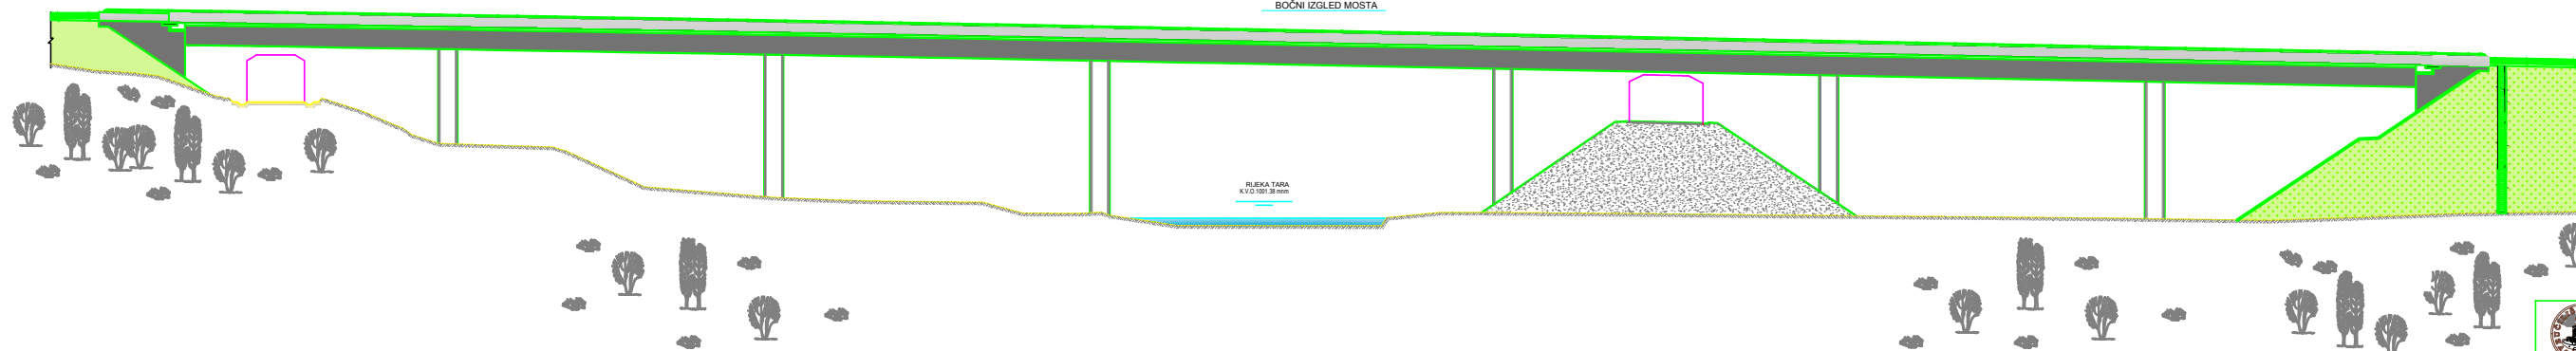 BOČNI IZGLED MOSTA
RIJEKA TARA
K.V.O.1001.38 mnm